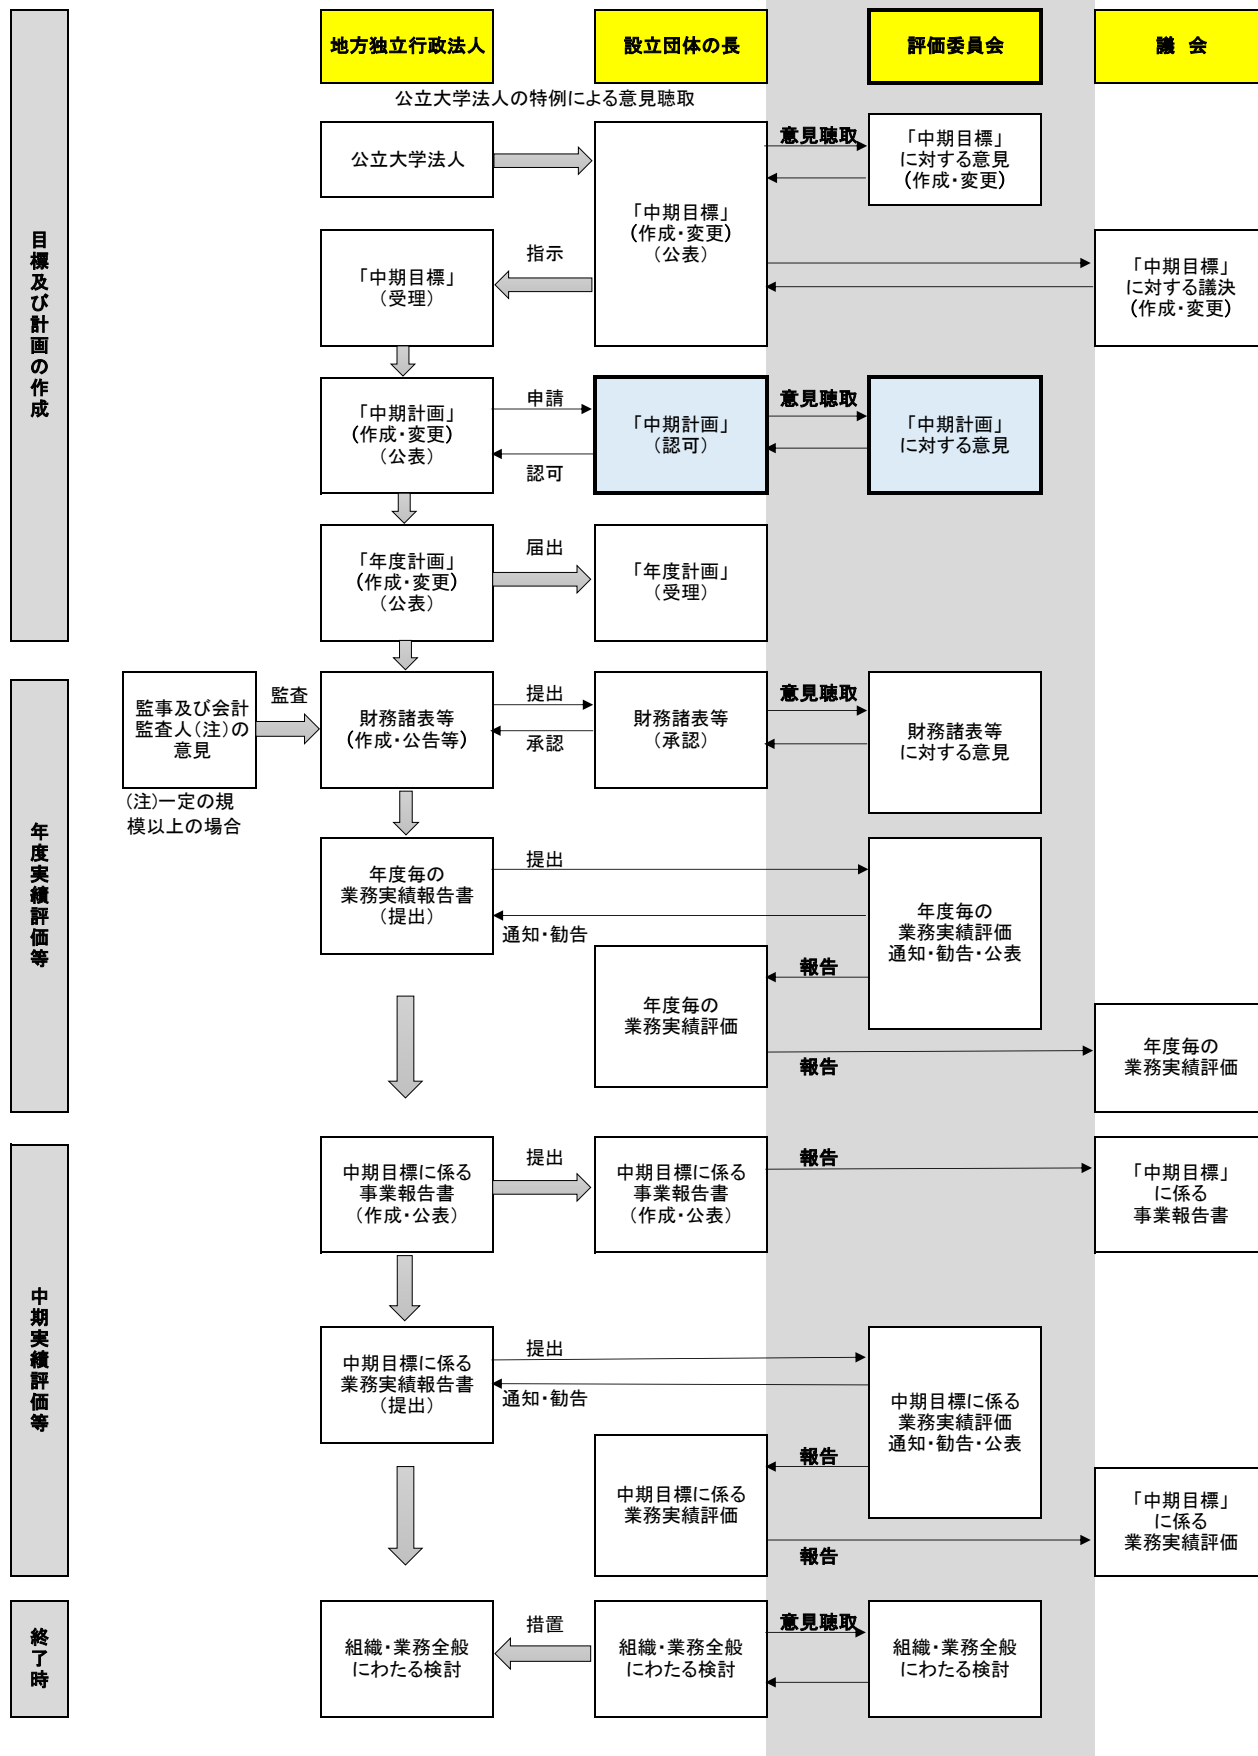 地方独立行政法人
設立団体の長
評価委員会
議 会
公立大学法人の特例による意見聴取
目標及び計画の作成
公立大学法人
「中期目標」
(作成・変更)
(公表)
意見聴取
「中期目標」
に対する意見
(作成・変更)
「中期目標」
(受理)
指示
「中期目標」
に対する議決
(作成・変更)
「中期計画」
(作成・変更)
(公表)
申請
認可
「中期計画」
(認可)
意見聴取
「中期計画」
に対する意見
「年度計画」
(作成・変更)
(公表)
届出
「年度計画」
(受理)
年度実績評価等
監事及び会計
監査人(注)の
意見
(注)一定の規
模以上の場合
監査
財務諸表等
(作成・公告等)
提出
承認
財務諸表等
(承認)
意見聴取
財務諸表等
に対する意見
年度毎の
業務実績報告書
(提出)
提出
通知・勧告
年度毎の
業務実績評価
通知・勧告・公表
報告
年度毎の
業務実績評価
報告
年度毎の
業務実績評価
中期実績評価等
中期目標に係る
事業報告書
(作成・公表)
提出
中期目標に係る
事業報告書
(作成・公表)
報告
「中期目標」
に係る
事業報告書
中期目標に係る
業務実績報告書
(提出)
提出
通知・勧告
中期目標に係る
業務実績評価
通知・勧告・公表
報告
中期目標に係る
業務実績評価
報告
「中期目標」
に係る
業務実績評価
終了時
組織・業務全般
にわたる検討
措置
組織・業務全般
にわたる検討
意見聴取
組織・業務全般
にわたる検討